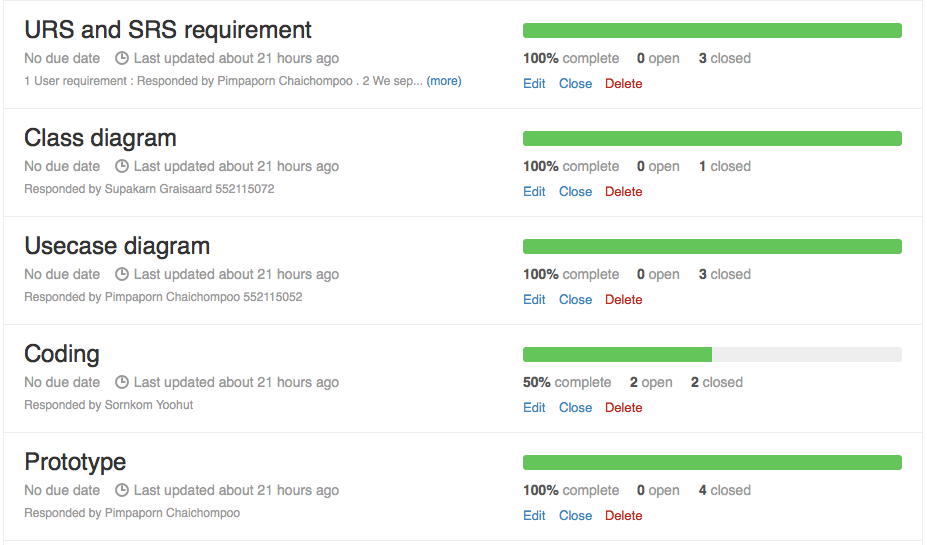 URS and SRS requirement
No due date Last updated about 21 hours ago
1 User requirement : Responded by Pimpaporn Chaichompoo . 2 We sep... (more)
100% complete 0 open 3 closed
Edit Close Delete
Class diagram
No due date Last updated about 21 hours ago
Responded by Supakarn Graisaard 552115072
100% complete 0 open 1 closed
Edit Close Delete
Usecase diagram
No due date Last updated about 21 hours ago
Responded by Pimpaporn Chaichompoo 552115052
100% complete 0 open 3 closed
Edit Close Delete
Coding
No due date Last updated about 21 hours ago
Responded by Sornkom Yoohut
50% complete 2 open 2 closed
Edit Close Delete
Prototype
No due date Last updated about 21 hours ago
Responded by Pimpaporn Chaichompoo
100% complete 0 open 4 closed
Edit Close Delete